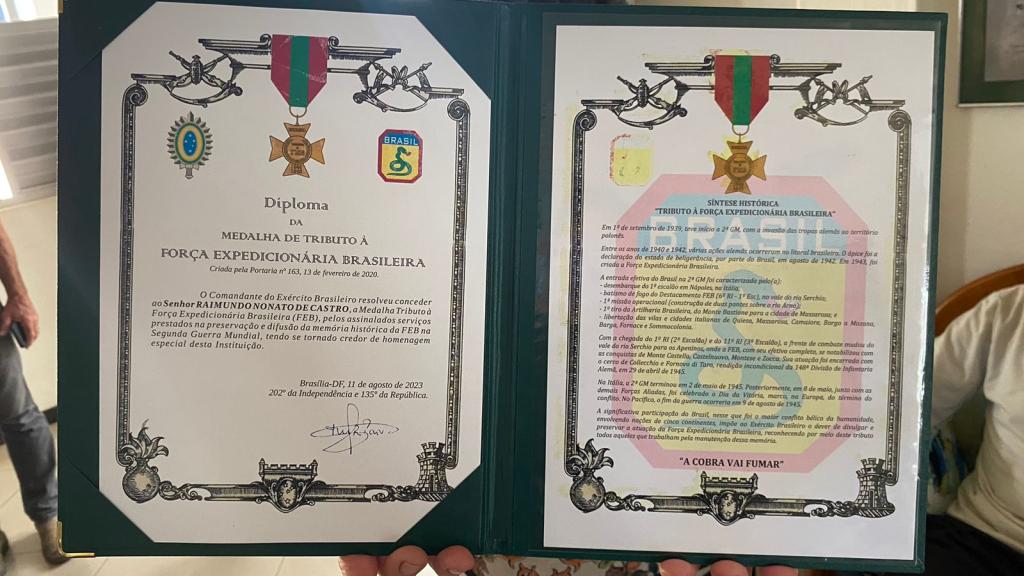 BRASIL
Diploma
DA
MEDALHA DE TRIBUTO À
FORÇA EXPEDICIONÁRIA BRASILEIRA
Criada pela Portaria nº 163, 13 de fevereiro de 2020.
O Comandante do Exército Brasileiro resolveu conceder
ao Senhor RAIMUNDO NONATO DE CASTRO, a Medalha Tributo à
Força Expedicionária Brasileira (FEB), pelos assinalados serviços
prestados na preservação e difusão da memória histórica da FEB na
Segunda Guerra Mundial, tendo se tornado credor de homenagem
especial desta Instituição.
Brasília-DF, 11 de agosto de 2023
202º da Independência e 135º da República.
SÍNTESE HISTÓRICA
"TRIBUTO À FORÇA EXPEDICIONÁRIA BRASILEIRA"
BRASIL
Em 1º de setembro de 1939, teve início a 2ª GM, com a invasão das tropas alemãs ao território
polonês.
Entre os anos de 1940 e 1942, várias ações alemãs ocorreram no litoral Brasileiro. O ápice foi a
declaração do estado de beligerância, por parte do Brasil, em agosto de 1942. Em 1943, foi
criada a Força Expedicionária Brasileira.
A entrada efetiva do Brasil na 2ª GM foi caracterizada pelo(a):
- desembarque do 1º escalão em Nápoles, na Itália;
- batismo de fogo do Destacamento FEB (6º RI - 1º Esc), no vale do rio Serchio;
- 1ª missão operacional (construção de duas pontes sobre o rio Arno);
- 1º tiro da Artilharia Brasileira, do Monte Bastione para a cidade de Massarosa; e
- libertação das vilas e cidades italianas de Quiesa, Massarosa, Camaiore, Borgo a Mozano,
Barga, Fornace e Sommocolonia.
Com a chegada do 1º RI (2º Escalão) e do 11º RI (3º Escalão), a frente de combate mudou do
vale do rio Serchio para os Apeninos, onde a FEB, com seu efetivo completo, se notabilizou com
as conquistas de Monte Castello, Castelnuovo, Montese e Zocca. Sua atuação foi encerrada com
o cerco de Collecchio e Fornovo di Taro, rendição incondicional da 148ª Divisão de Infantaria
Alemã, em 29 de abril de 1945.
Na Itália, a 2ª GM terminou em 2 de maio de 1945. Posteriormente, em 8 de maio, junto com as
demais Forças Aliadas, foi celebrado o Dia da Vitória, marco, na Europa, do término do
conflito. No Pacífico, o fim da guerra ocorreria em 9 de agosto de 1945.
A significativa participação do Brasil, nesse que foi o maior conflito bélico da humanidade,
envolvendo nações de cinco continentes, impõe ao Exército Brasileiro o dever de divulgar e
preservar a atuação da Força Expedicionária Brasileira, reconhecendo por meio deste tributo
todos aqueles que trabalham pela manutenção dessa memória.
"A COBRA VAI FUMAR"